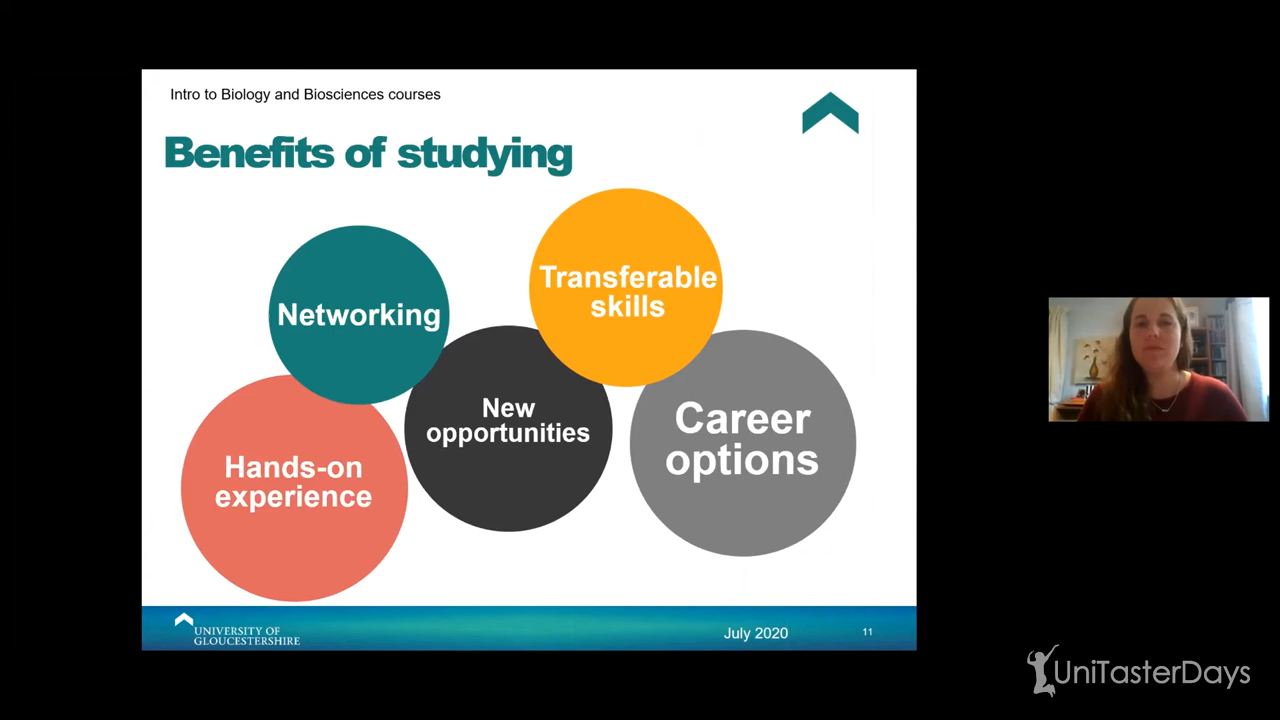 Intro to Biology and Biosciences courses
Benefits of studying
Networking
Transferable
skills
Hands-on
experience
New
opportunities
Career
options
UNIVERSITY OF
GLOUCESTERSHIRE
July 2020
11
UniTasterDays